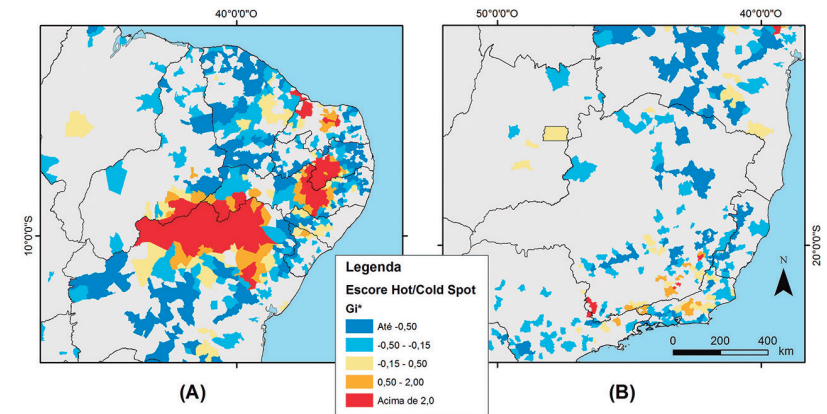 40°0'0"O
50°0'0"O
40°0'0"O
10°0'0"S
20°0'0"S
N
0 200 400
km
Legenda
Escore Hot/Cold Spot
Gi*
Até -0,50
-0,50 - -0,15
-0,15 - 0,50
0,50 - 2,00
Acima de 2,0
(A)
(B)